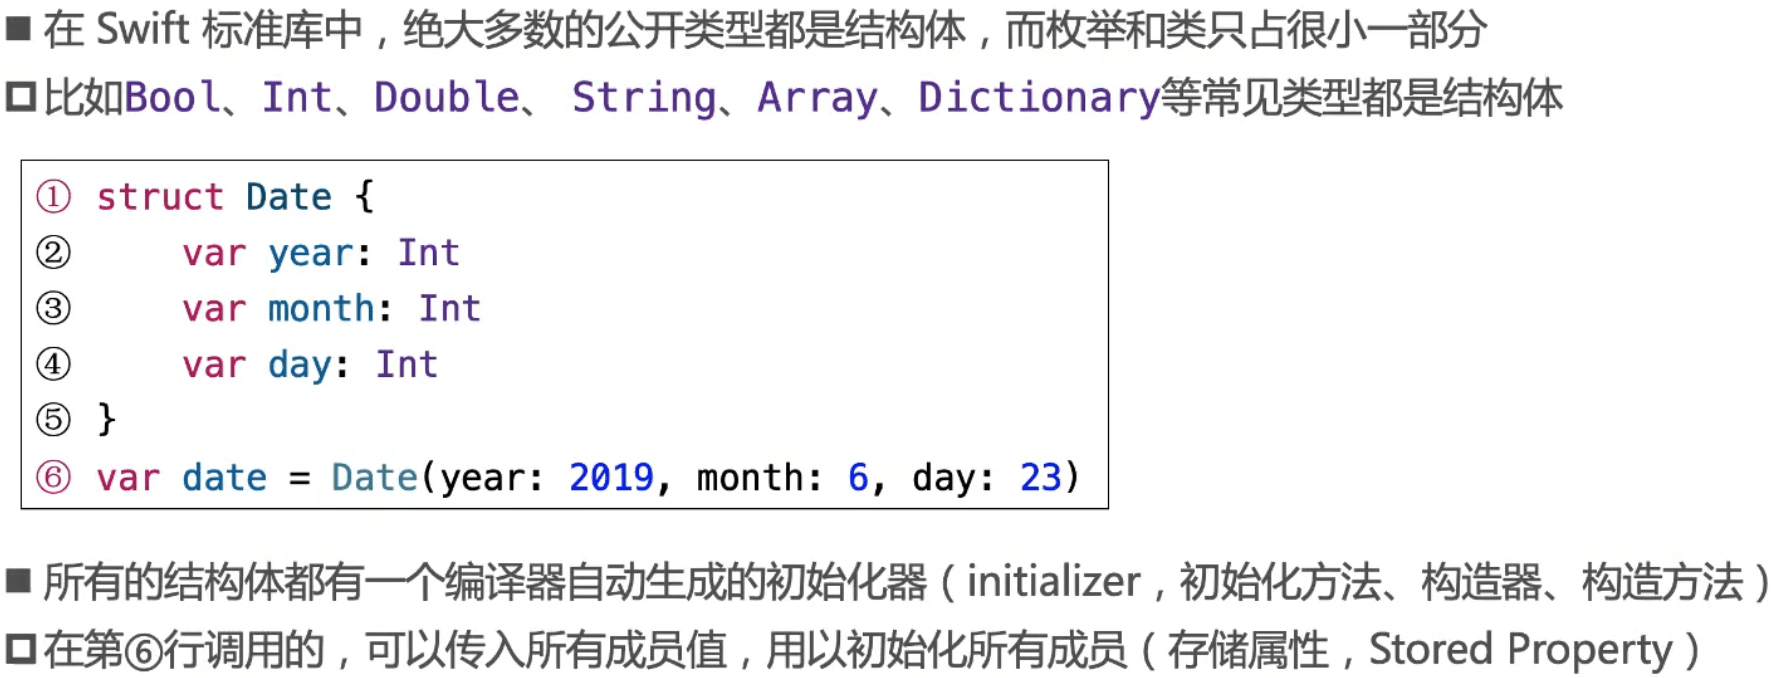 ■ 在 Swift 标准库中，绝大多数的公开类型都是结构体，而枚举和类只占很小一部分
□ 比如Bool、Int、Double、 String、Array、Dictionary等常见类型都是结构体
① struct Date {
② var year: Int
③ var month: Int
④ var day: Int
⑤ }
⑥ var date = Date(year: 2019, month: 6, day: 23)
■ 所有的结构体都有一个编译器自动生成的初始化器（initializer，初始化方法、构造器、构造方法）
□ 在第⑥行调用的，可以传入所有成员值，用以初始化所有成员（存储属性，Stored Property）